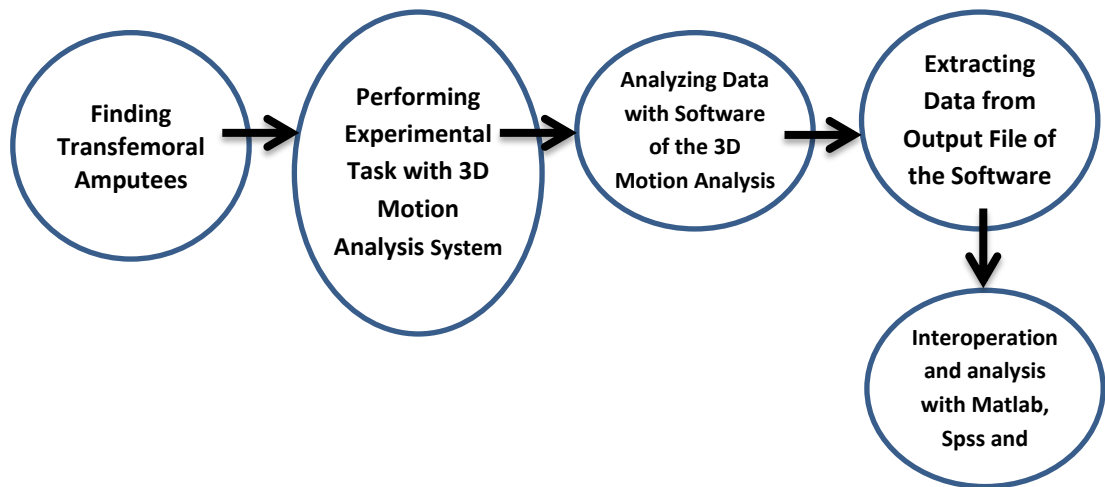 Finding
Transfemoral
Amputees
Performing
Experimental
Task with 3D
Motion
Analysis System
Analyzing Data
with Software
of the 3D
Motion Analysis
Extracting
Data from
Output File of
the Software
Interoperation
and analysis
with Matlab,
Spss and